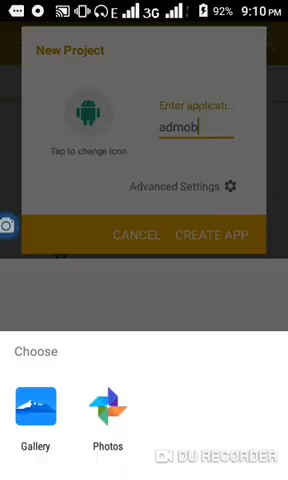 E 3G 92% 9:10 PM
New Project
Enter applicati...
admob
Tap to change Icon
Advanced Settings
CANCEL CREATE APP
Choose
Gallery Photos
DU RECORDER